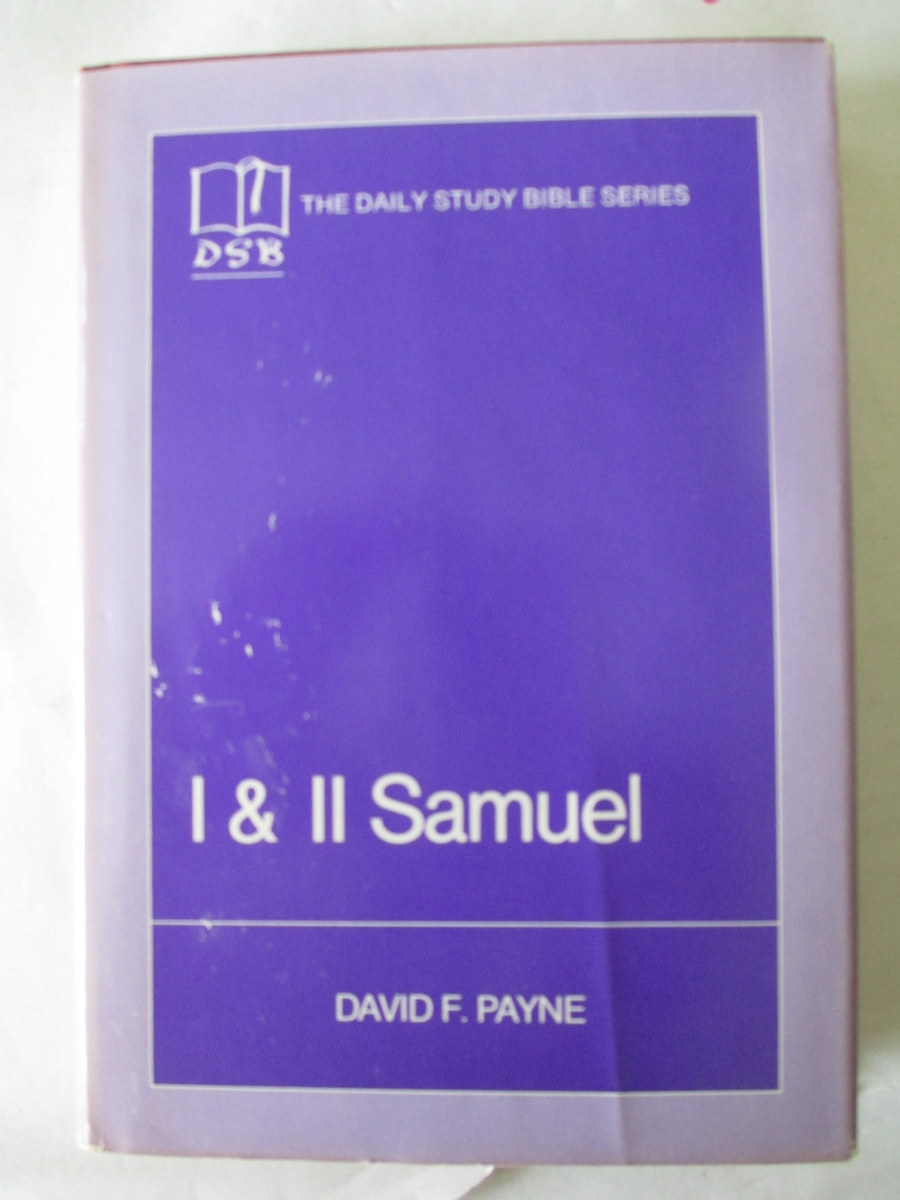 THE DAILY STUDY BIBLE SERIES
DSB
I & II Samuel
DAVID F. PAYNE